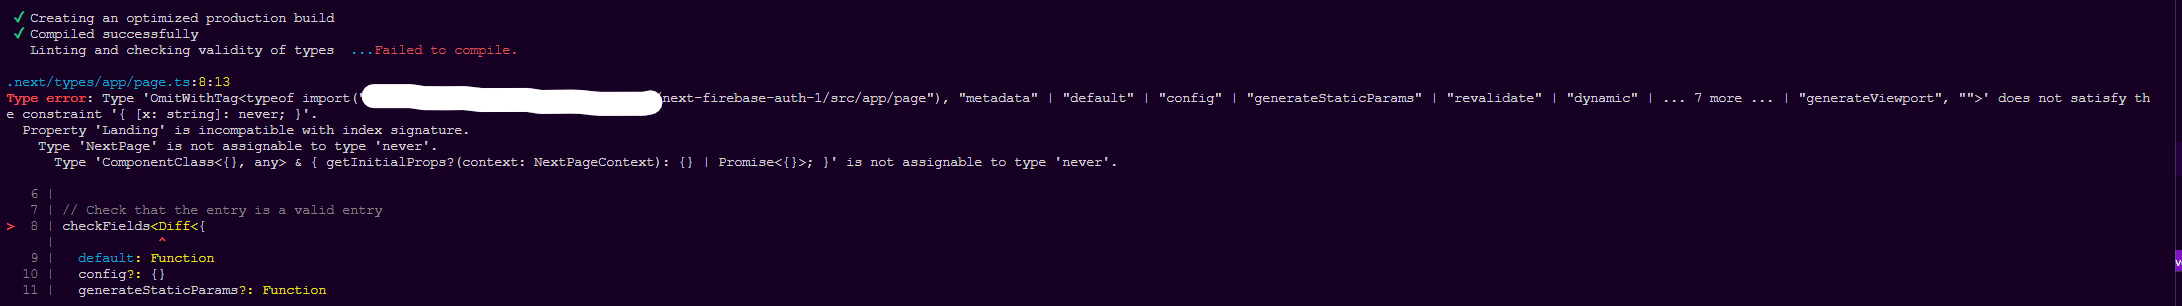 ✓ Creating an optimized production build
✓ Compiled successfully
Linting and checking validity of types ...Failed to compile.
.next/types/app/page.ts:8:13
Type error: Type 'OmitWithTag<typeof import(" /next-firebase-auth-1/src/app/page"), "metadata" | "default" | "config" | "generateStaticParams" | "revalidate" | "dynamic" | ... 7 more ... | "generateViewport", "">' does not satisfy th
e constraint '{ [x: string]: never; }'.
Property 'Landing' is incompatible with index signature.
Type 'NextPage' is not assignable to type 'never'.
Type 'ComponentClass<{}, any> & { getInitialProps?(context: NextPageContext): {} | Promise<{}>; }' is not assignable to type 'never'.
6 |
7 | // Check that the entry is a valid entry
> 8 | checkFields<Diff<{
| ^
9 | default: Function
10 | config?: {}
11 | generateStaticParams?: Function